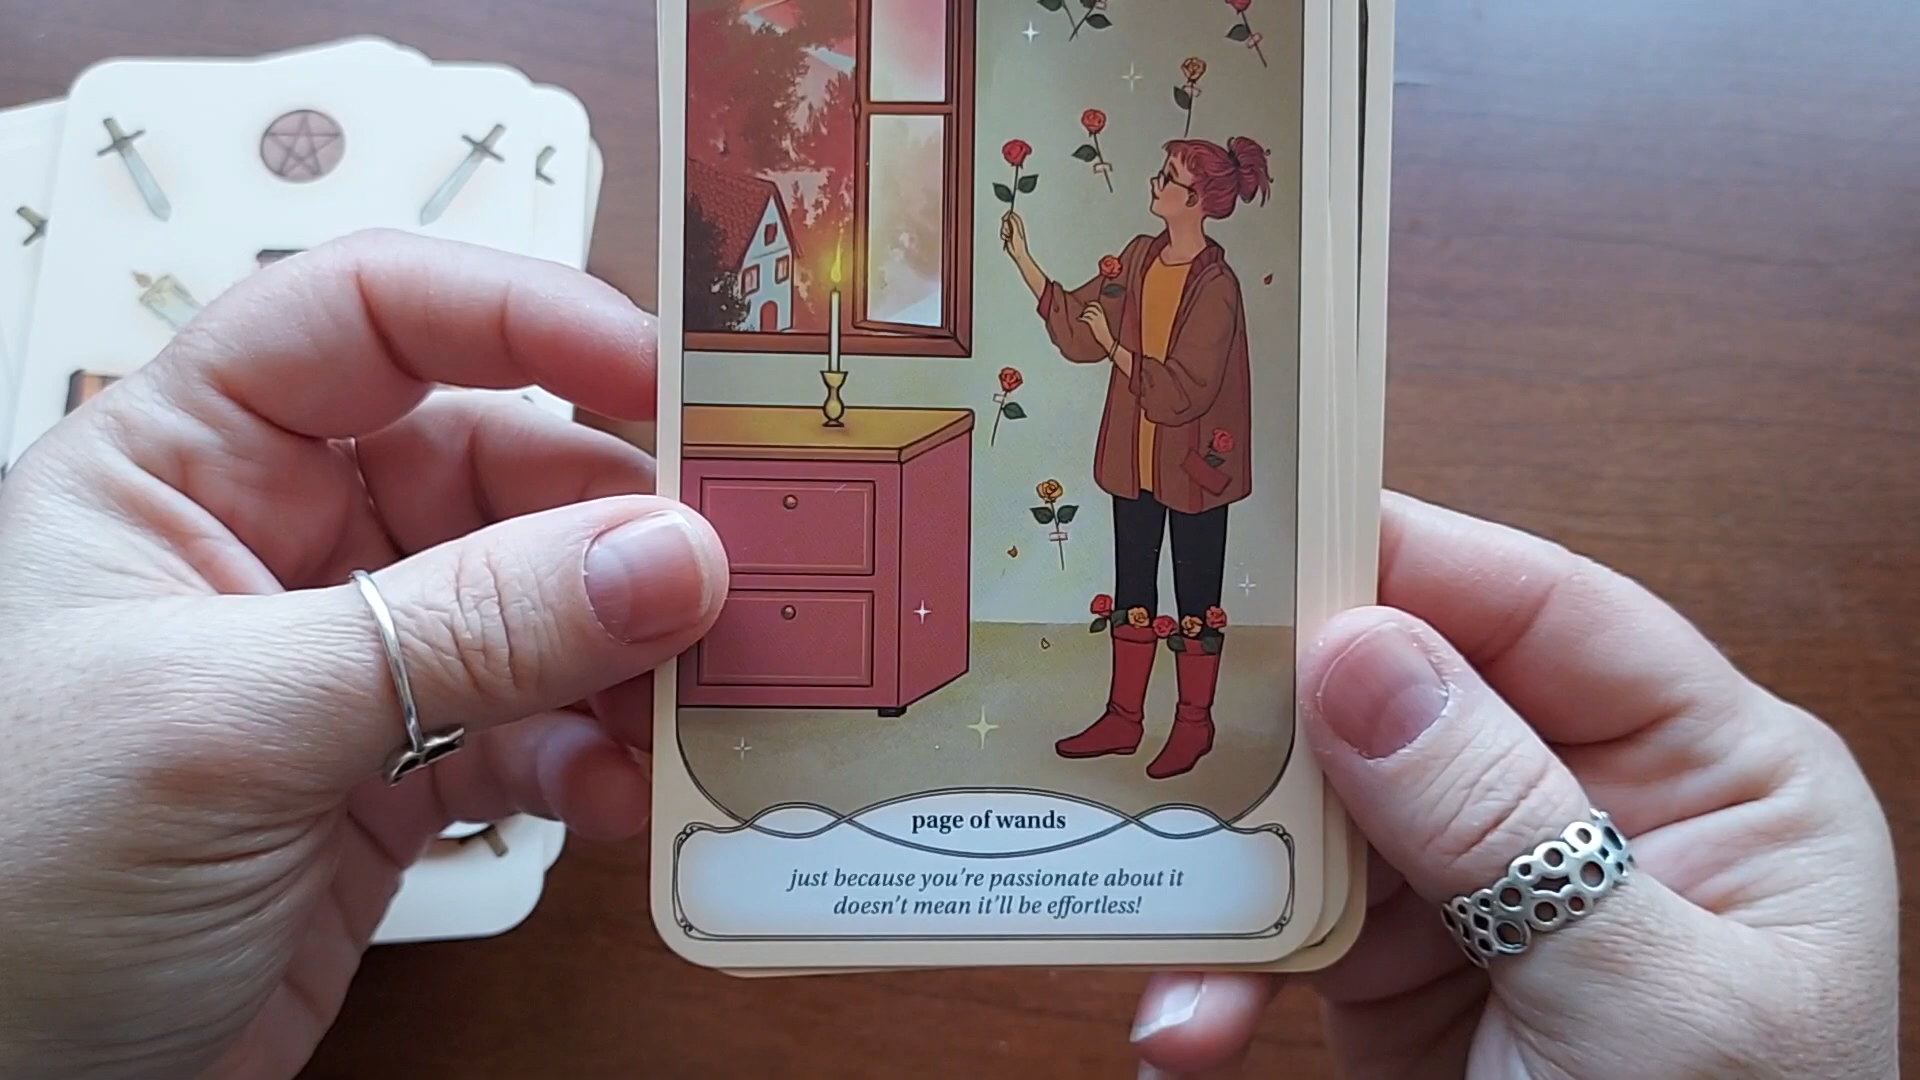 page of wands
just because you're passionate about it
doesn't mean it'll be effortless!